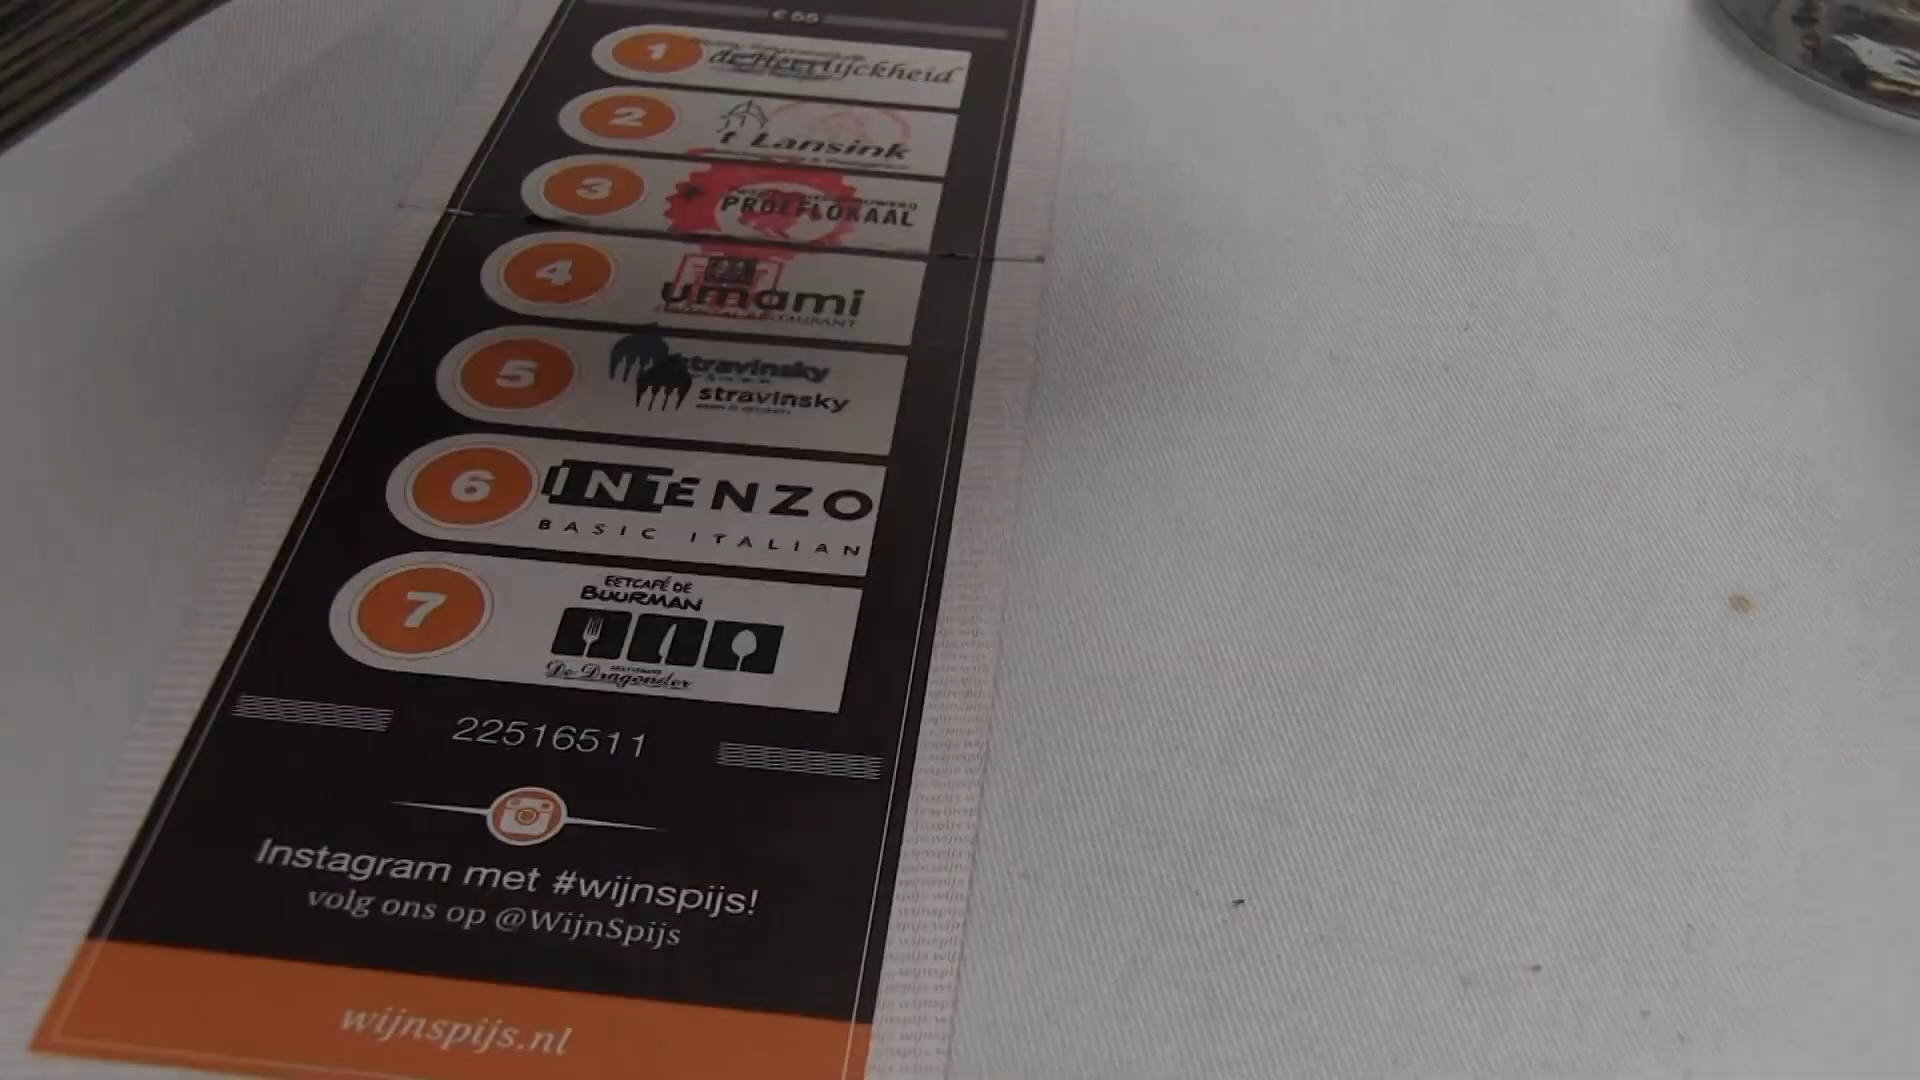 € 55
1
de Heerlijckheid
2
't Lansink
3
PROEFLOKAAL
4
umami
RESTAURANT
5
stravinsky
stravinsky
6
INTENZO
BASIC ITALIAN
7
EETCAFÉ DE
BUURMAN
De Dragonder
22516511
Instagram met #wijnspijs!
volg ons op @WijnSpijs
wijnspijs.nl